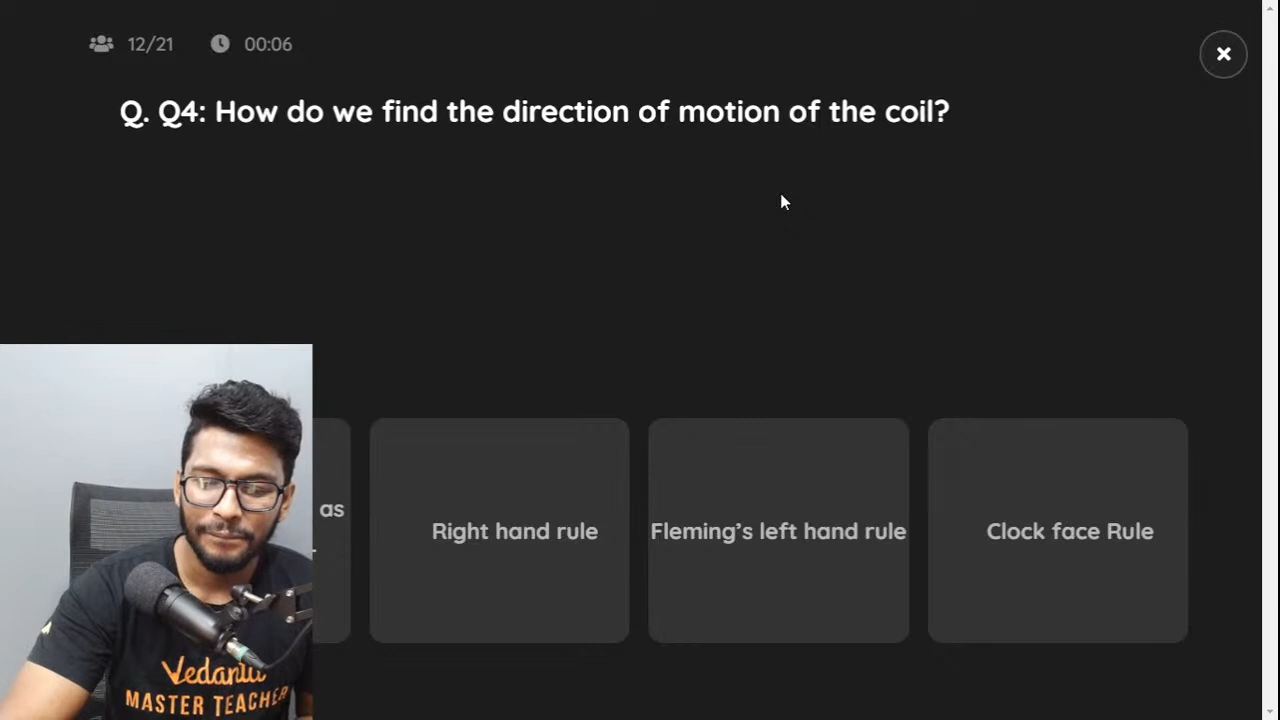 12/21 00:06
Q. Q4: How do we find the direction of motion of the coil?
as
Right hand rule
Fleming's left hand rule
Clock face Rule
Vedantu
MASTER TEACHER